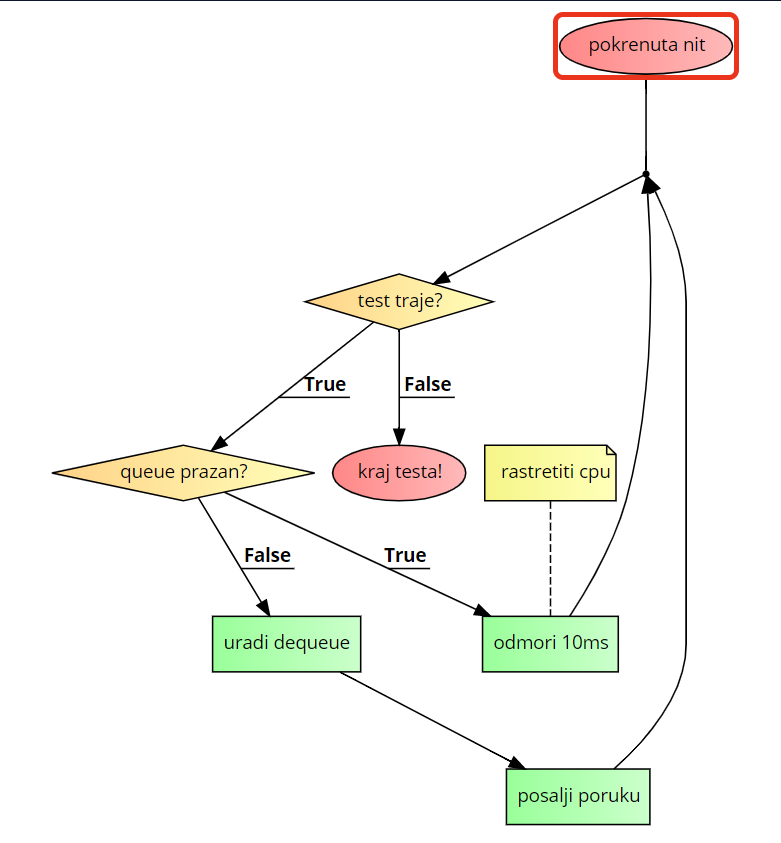 pokrenuta nit
test traje?
True
False
queue prazan?
kraj testa!
rastretiti cpu
False
True
uradi dequeue
odmori 10ms
posalji poruku